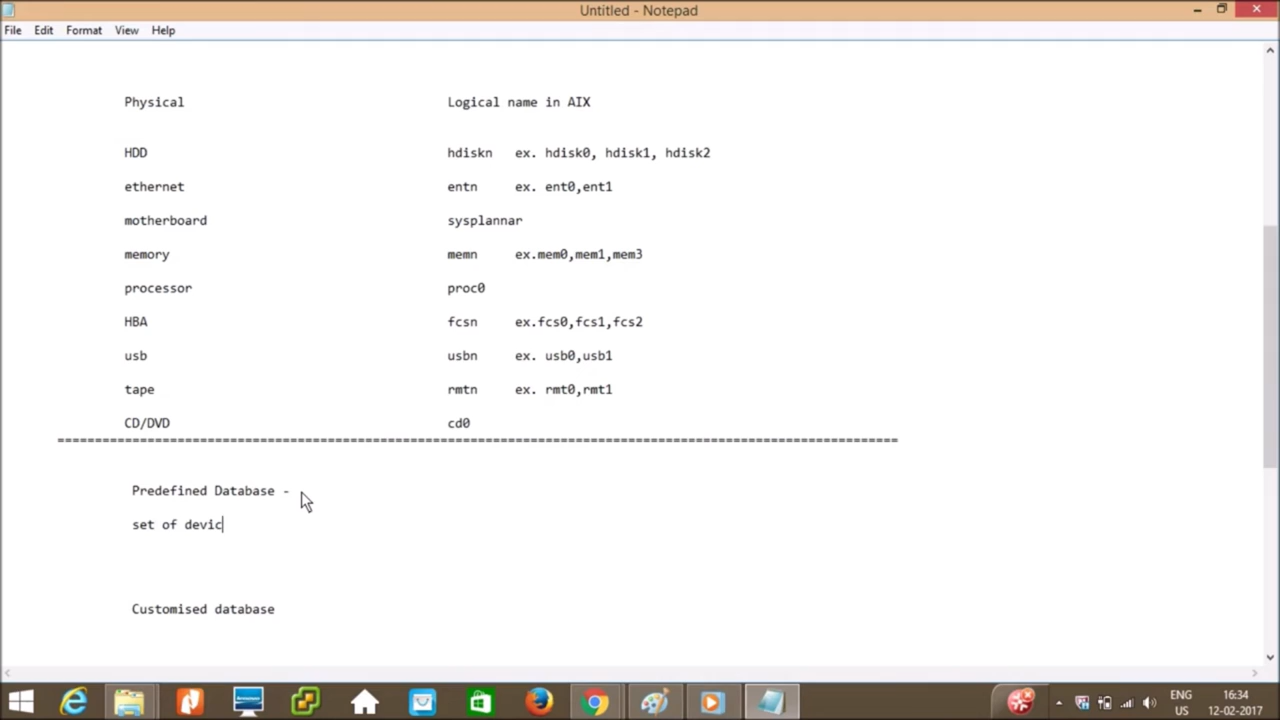 Untitled - Notepad
File Edit Format View Help
Physical Logical name in AIX
HDD hdiskn ex. hdisk0, hdisk1, hdisk2
ethernet entn ex. ent0,ent1
motherboard sysplannar
memory memn ex.mem0,mem1,mem3
processor proc0
HBA fcsn ex.fcs0,fcs1,fcs2
usb usbn ex. usb0,usb1
tape rmtn ex. rmt0,rmt1
CD/DVD cd0
================================================================================================================
Predefined Database -
set of devic
Customised database
ENG 16:34
US 12-02-2017